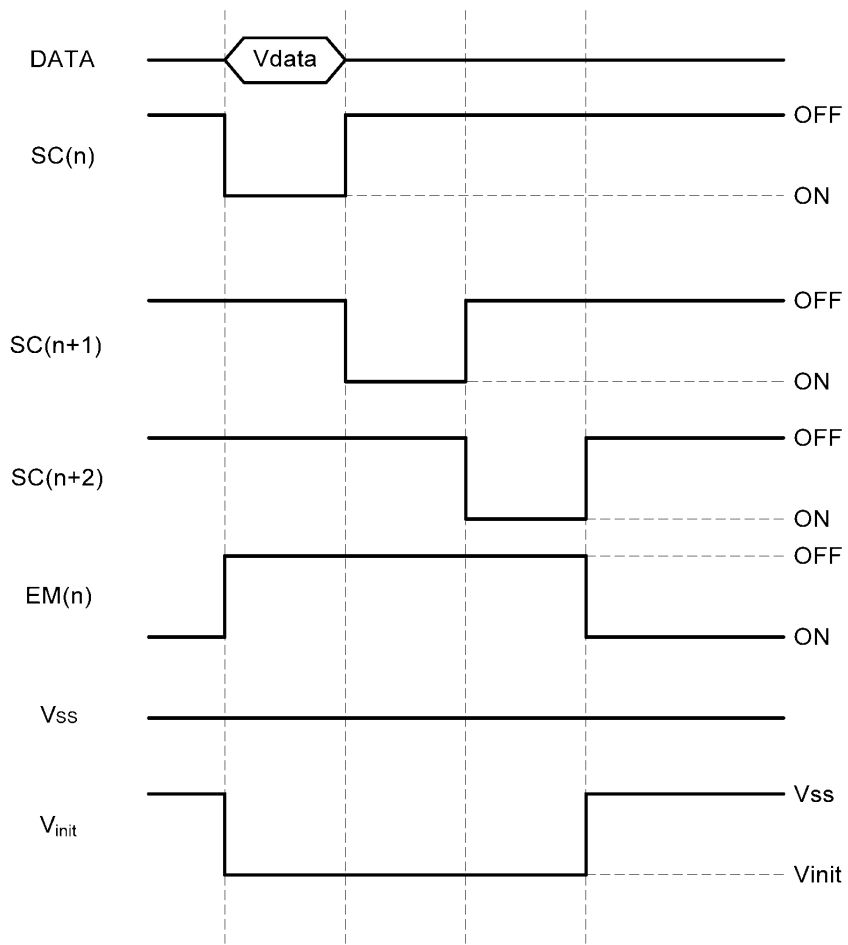 DATA
Vdata
OFF
SC(n)
ON
OFF
SC(n+1)
ON
OFF
SC(n+2)
ON
OFF
EM(n)
ON
Vss
Vss
Vinit
Vinit